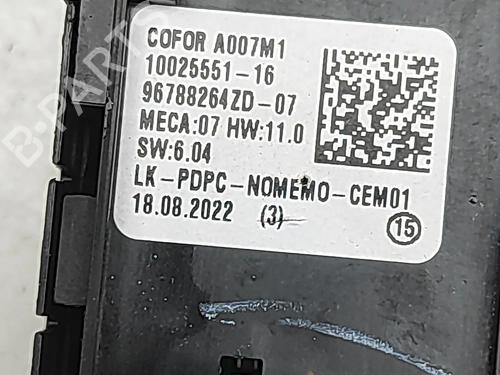 COFOR A007M1
10025551-16
96788264ZD-07
MECA:07 HW:11.0
SW:6.04
LK-PDPC-NOMEMO-CEM01
18.08.2022 (3)
15
B-PARTS